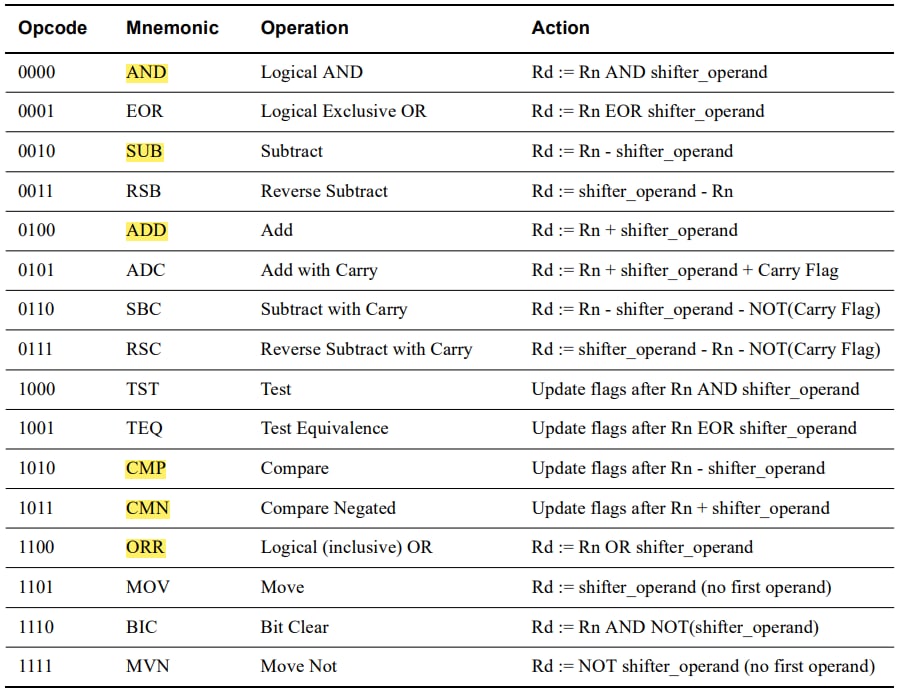 Opcode Mnemonic Operation Action
0000 AND Logical AND Rd := Rn AND shifter_operand
0001 EOR Logical Exclusive OR Rd := Rn EOR shifter_operand
0010 SUB Subtract Rd := Rn - shifter_operand
0011 RSB Reverse Subtract Rd := shifter_operand - Rn
0100 ADD Add Rd := Rn + shifter_operand
0101 ADC Add with Carry Rd := Rn + shifter_operand + Carry Flag
0110 SBC Subtract with Carry Rd := Rn - shifter_operand - NOT(Carry Flag)
0111 RSC Reverse Subtract with Carry Rd := shifter_operand - Rn - NOT(Carry Flag)
1000 TST Test Update flags after Rn AND shifter_operand
1001 TEQ Test Equivalence Update flags after Rn EOR shifter_operand
1010 CMP Compare Update flags after Rn - shifter_operand
1011 CMN Compare Negated Update flags after Rn + shifter_operand
1100 ORR Logical (inclusive) OR Rd := Rn OR shifter_operand
1101 MOV Move Rd := shifter_operand (no first operand)
1110 BIC Bit Clear Rd := Rn AND NOT(shifter_operand)
1111 MVN Move Not Rd := NOT shifter_operand (no first operand)